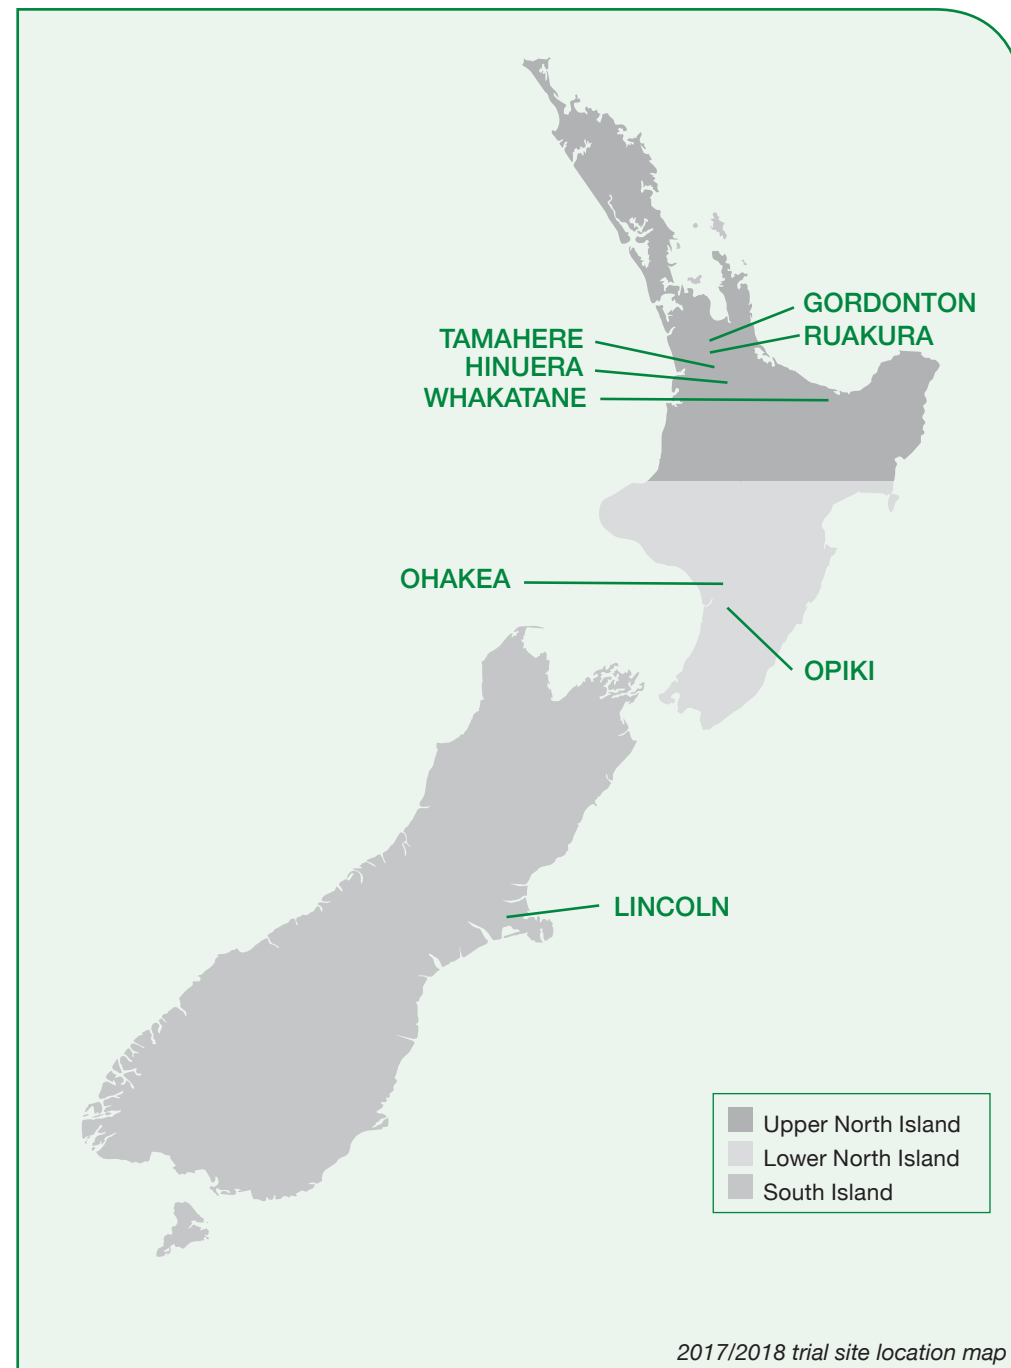 GORDONTON
RUAKURA
TAMAHERE
HINUERA
WHAKATANE
OHAKEA
OPIKI
LINCOLN
Upper North Island
Lower North Island
South Island
2017/2018 trial site location map